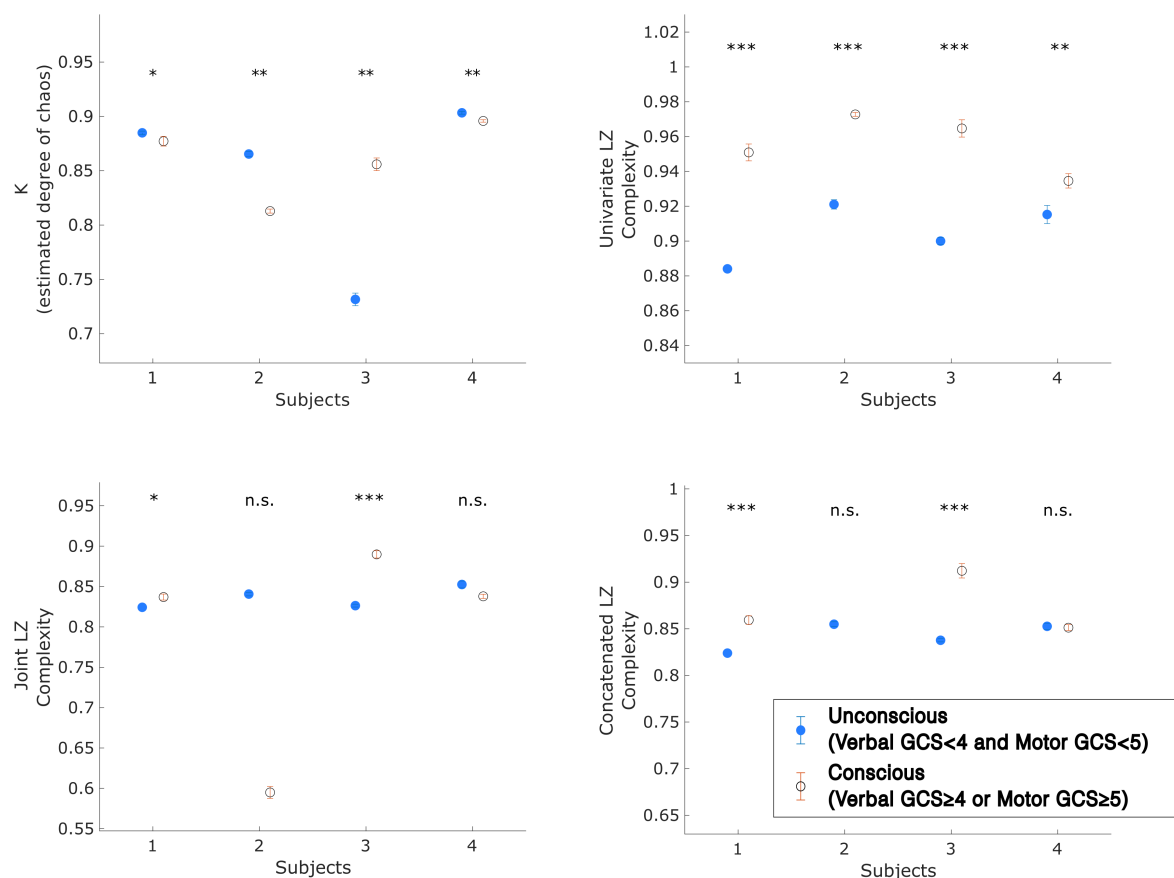 K
(estimated degree of chaos)
0.95
0.9
0.85
0.8
0.75
0.7
* ** ** **
1 2 3 4
Subjects
Univariate LZ
Complexity
1.02
1
0.98
0.96
0.94
0.92
0.9
0.88
0.86
0.84
*** *** *** **
1 2 3 4
Subjects
Joint LZ
Complexity
0.95
0.9
0.85
0.8
0.75
0.7
0.65
0.6
0.55
* n.s. *** n.s.
1 2 3 4
Subjects
Concatenated LZ
Complexity
1
0.95
0.9
0.85
0.8
0.75
0.7
0.65
*** n.s. *** n.s.
Unconscious
(Verbal GCS<4 and Motor GCS<5)
Conscious
(Verbal GCS≥4 or Motor GCS≥5)
1 2 3 4
Subjects